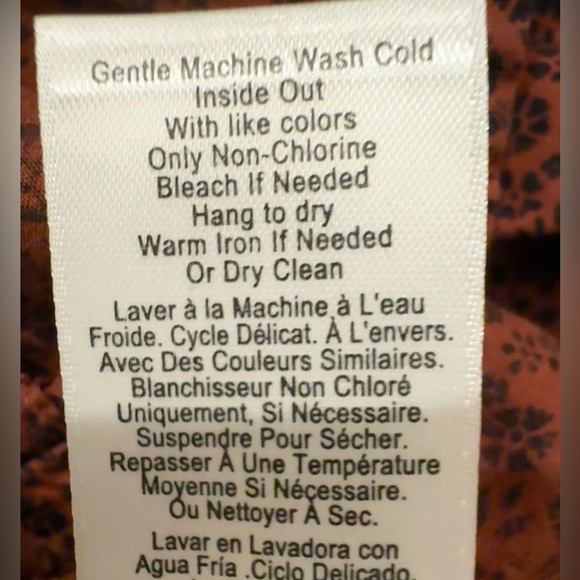 Gentle Machine Wash Cold
Inside Out
With like colors
Only Non-Chlorine
Bleach If Needed
Hang to dry
Warm Iron If Needed
Or Dry Clean
Laver à la Machine à L'eau
Froide. Cycle Délicat. À L'envers.
Avec Des Couleurs Similaires.
Blanchisseur Non Chloré
Uniquement, Si Nécessaire.
Suspendre Pour Sécher.
Repasser À Une Température
Moyenne Si Nécessaire.
Ou Nettoyer À Sec.
Lavar en Lavadora con
Agua Fría .Ciclo Delicado.